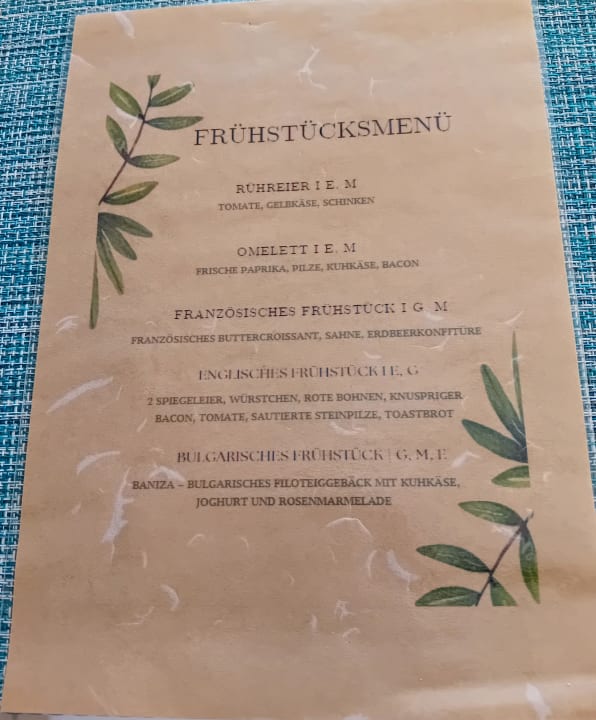 FRÜHSTÜCKSMENÜ
RÜHREIER I E, M
TOMATE, GELBKÄSE, SCHINKEN
OMELETT I E, M
FRISCHE PAPRIKA, PILZE, KUHKÄSE, BACON
FRANZÖSISCHES FRÜHSTÜCK I G, M
FRANZÖSISCHES BUTTERCROISSANT, SAHNE, ERDBEERKONFITÜRE
ENGLISCHES FRÜHSTÜCK I E, G
2 SPIEGELEIER, WÜRSTCHEN, ROTE BOHNEN, KNUSPRIGER
BACON, TOMATE, SAUTIERTE STEINPILZE, TOASTBROT
BULGARISCHES FRÜHSTÜCK | G, M, E
BANIZA – BULGARISCHES FILOTEIGGEBÄCK MIT KUHKÄSE,
JOGHURT UND ROSENMARMELADE